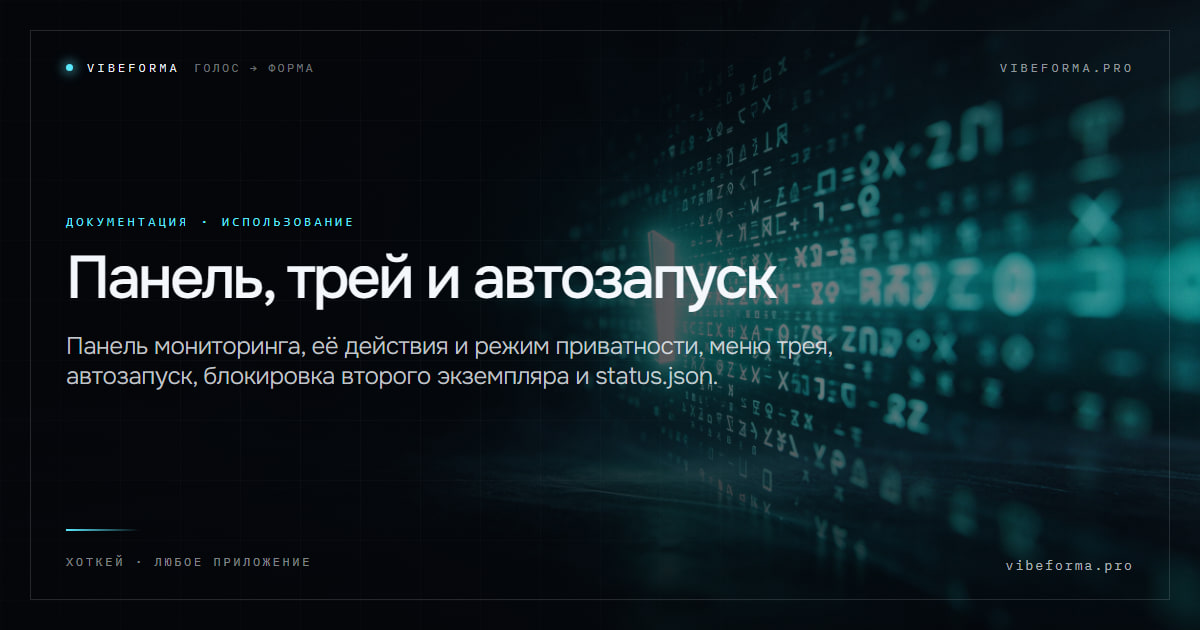 VIBEFORMA ГОЛОС → ФОРМА
VIBEFORMA.PRO
ДОКУМЕНТАЦИЯ · ИСПОЛЬЗОВАНИЕ
Панель, трей и автозапуск
Панель мониторинга, её действия и режим приватности, меню трея,
автозапуск, блокировка второго экземпляра и status.json.
ХОТКЕЙ · ЛЮБОЕ ПРИЛОЖЕНИЕ
vibeforma.pro